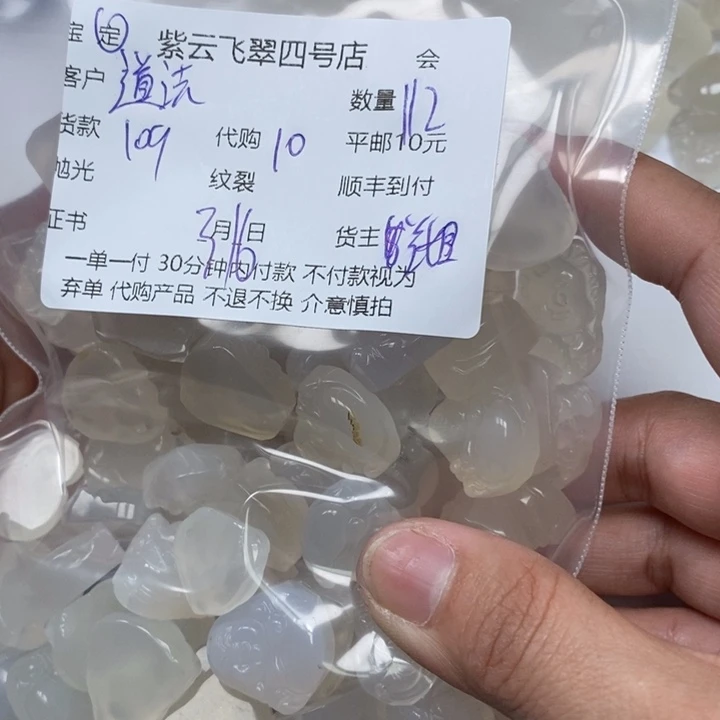 宝 定 紫云飞翠四号店 会
客户 道
货款 109 代购 10 数量 112 平邮10元
抛光 纹裂 顺丰到付
证书 月16日 货主
一单一付 30分钟内付款 不付款视为
弃单 代购产品 不退不换 介意慎拍